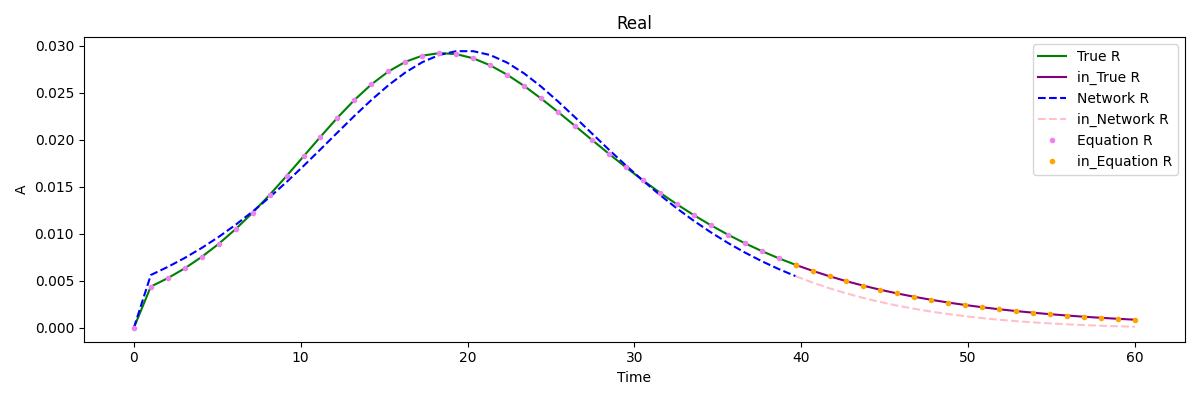 Real
0.030
0.025
0.020
0.015
0.010
0.005
0.000
A
0 10 20 30 40 50 60
Time
True R
in_True R
Network R
in_Network R
Equation R
in_Equation R